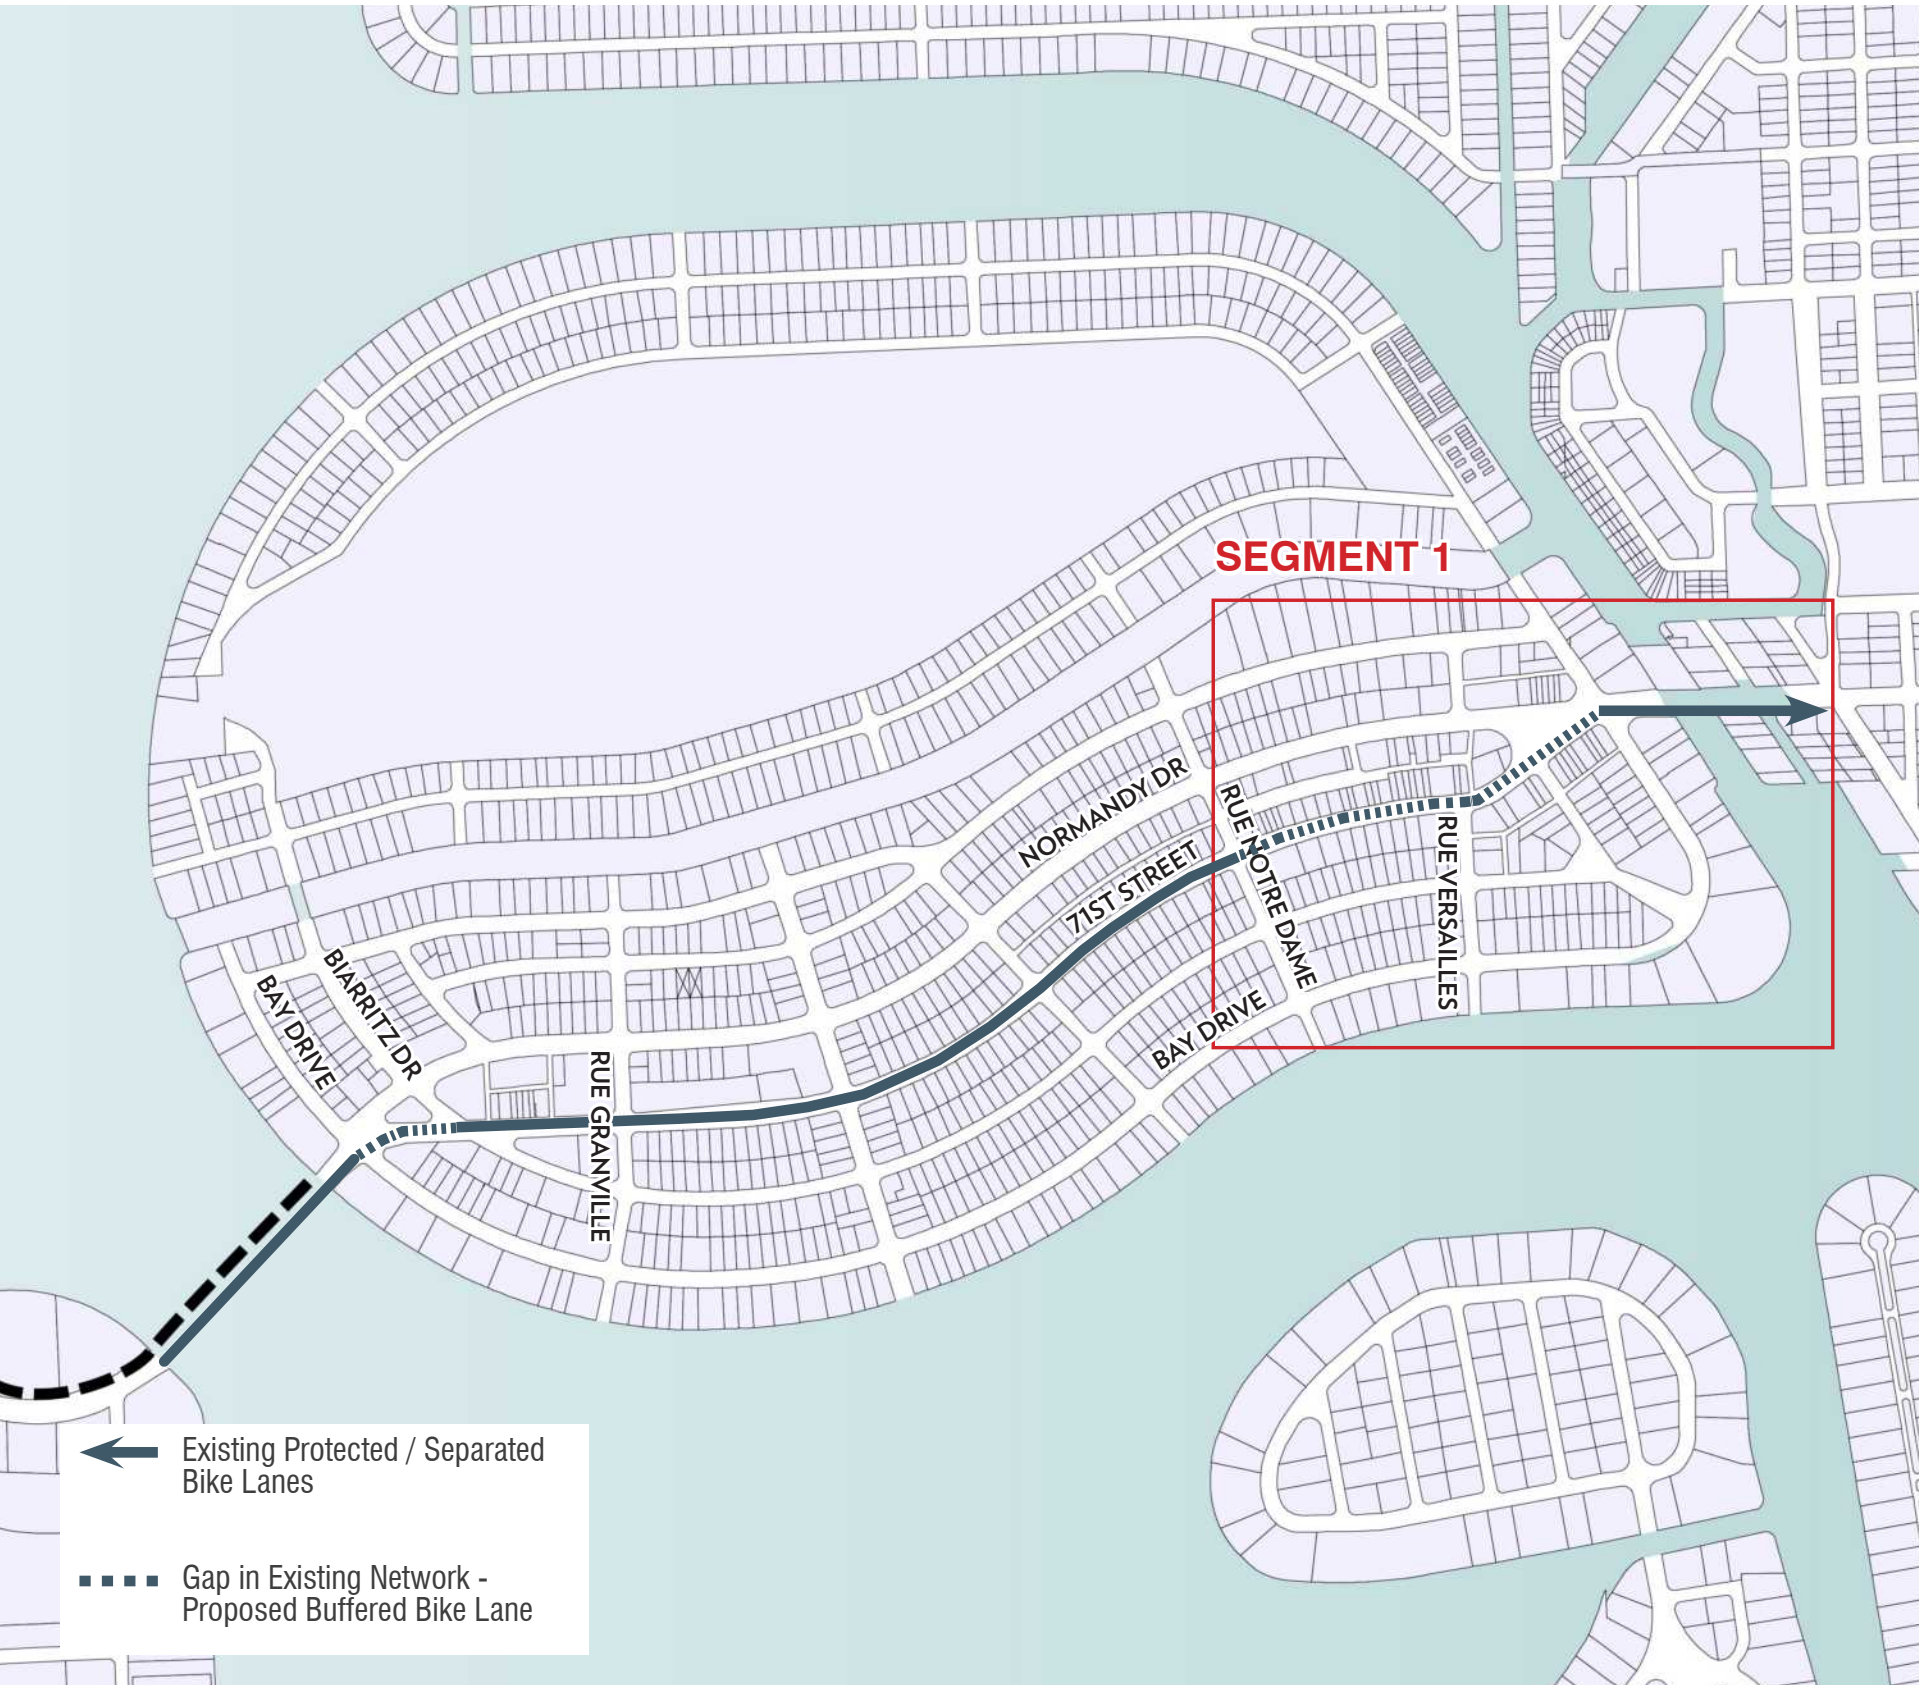 SEGMENT 1
NORMANDY DR
RUE NOTRE DAME
71ST STREET
RUE VERSAILLES
BIARRITZ DR
BAY DRIVE
BAY DRIVE
RUE GRANVILLE
Existing Protected / Separated
Bike Lanes
Gap in Existing Network -
Proposed Buffered Bike Lane